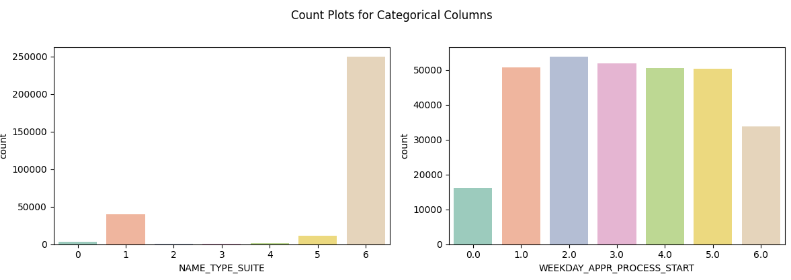 Count Plots for Categorical Columns
250000
200000
150000
100000
50000
0
count
0 1 2 3 4 5 6
NAME_TYPE_SUITE
50000
40000
30000
20000
10000
0
count
0.0 1.0 2.0 3.0 4.0 5.0 6.0
WEEKDAY_APPR_PROCESS_START